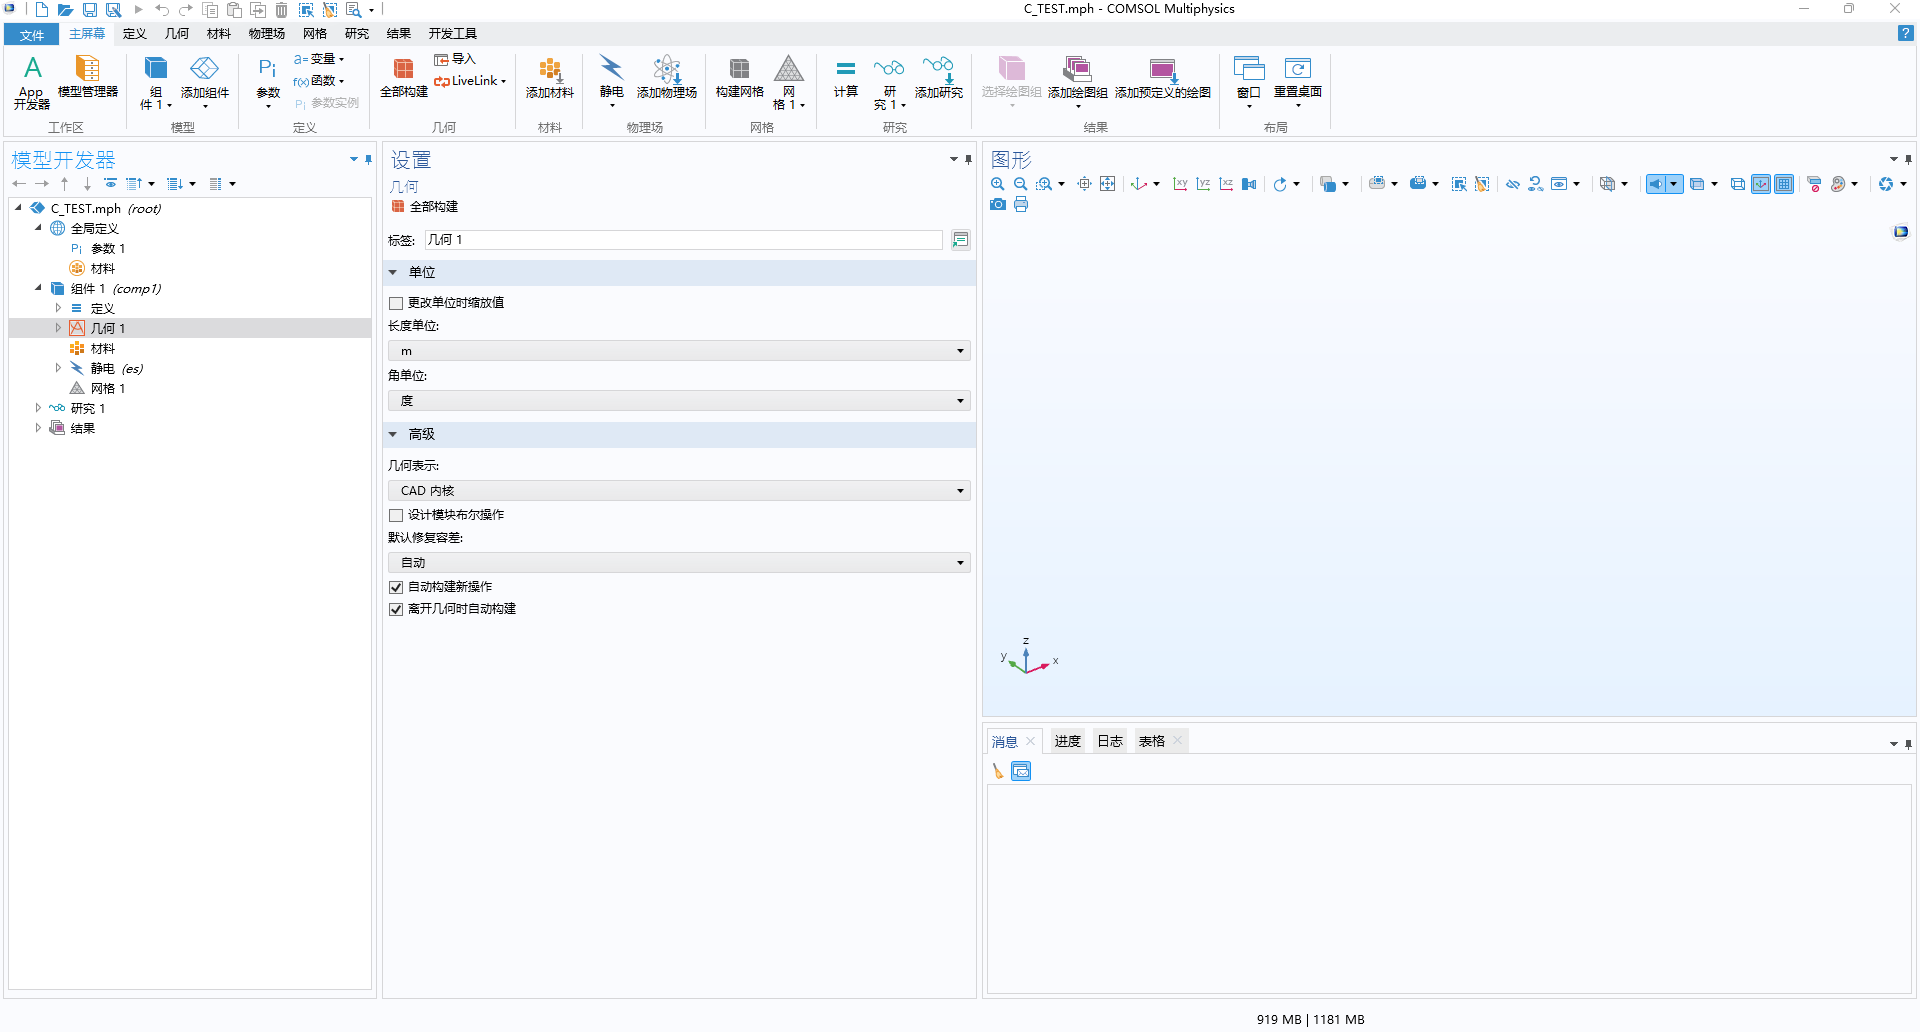 C_TEST.mph - COMSOL Multiphysics
文件 主屏幕 定义 几何 材料 物理场 网格 研究 结果 开发工具
App 开发器
模型管理器
工作区
组件 1
添加组件
模型
Pi 参数
a= 变量
f(x) 函数
Pi 参数实例
定义
全部构建
导入
LiveLink
几何
添加材料
材料
静电
添加物理场
物理场
构建网格
网格 1
网格
计算
研究 1
添加研究
研究
选择绘图组
添加绘图组
添加预定义的绘图
结果
窗口
重置桌面
布局
模型开发器
C_TEST.mph (root)
全局定义
Pi 参数 1
材料
组件 1 (comp1)
定义
几何 1
材料
静电 (es)
网格 1
研究 1
结果
设置
几何
全部构建
标签: 几何 1
单位
更改单位时缩放值
长度单位:
m
角单位:
度
高级
几何表示:
CAD 内核
设计模块布尔操作
默认修复容差:
自动
自动构建新操作
离开几何时自动构建
图形
xy yz xz
z
y
x
消息 进度 日志 表格
919 MB | 1181 MB